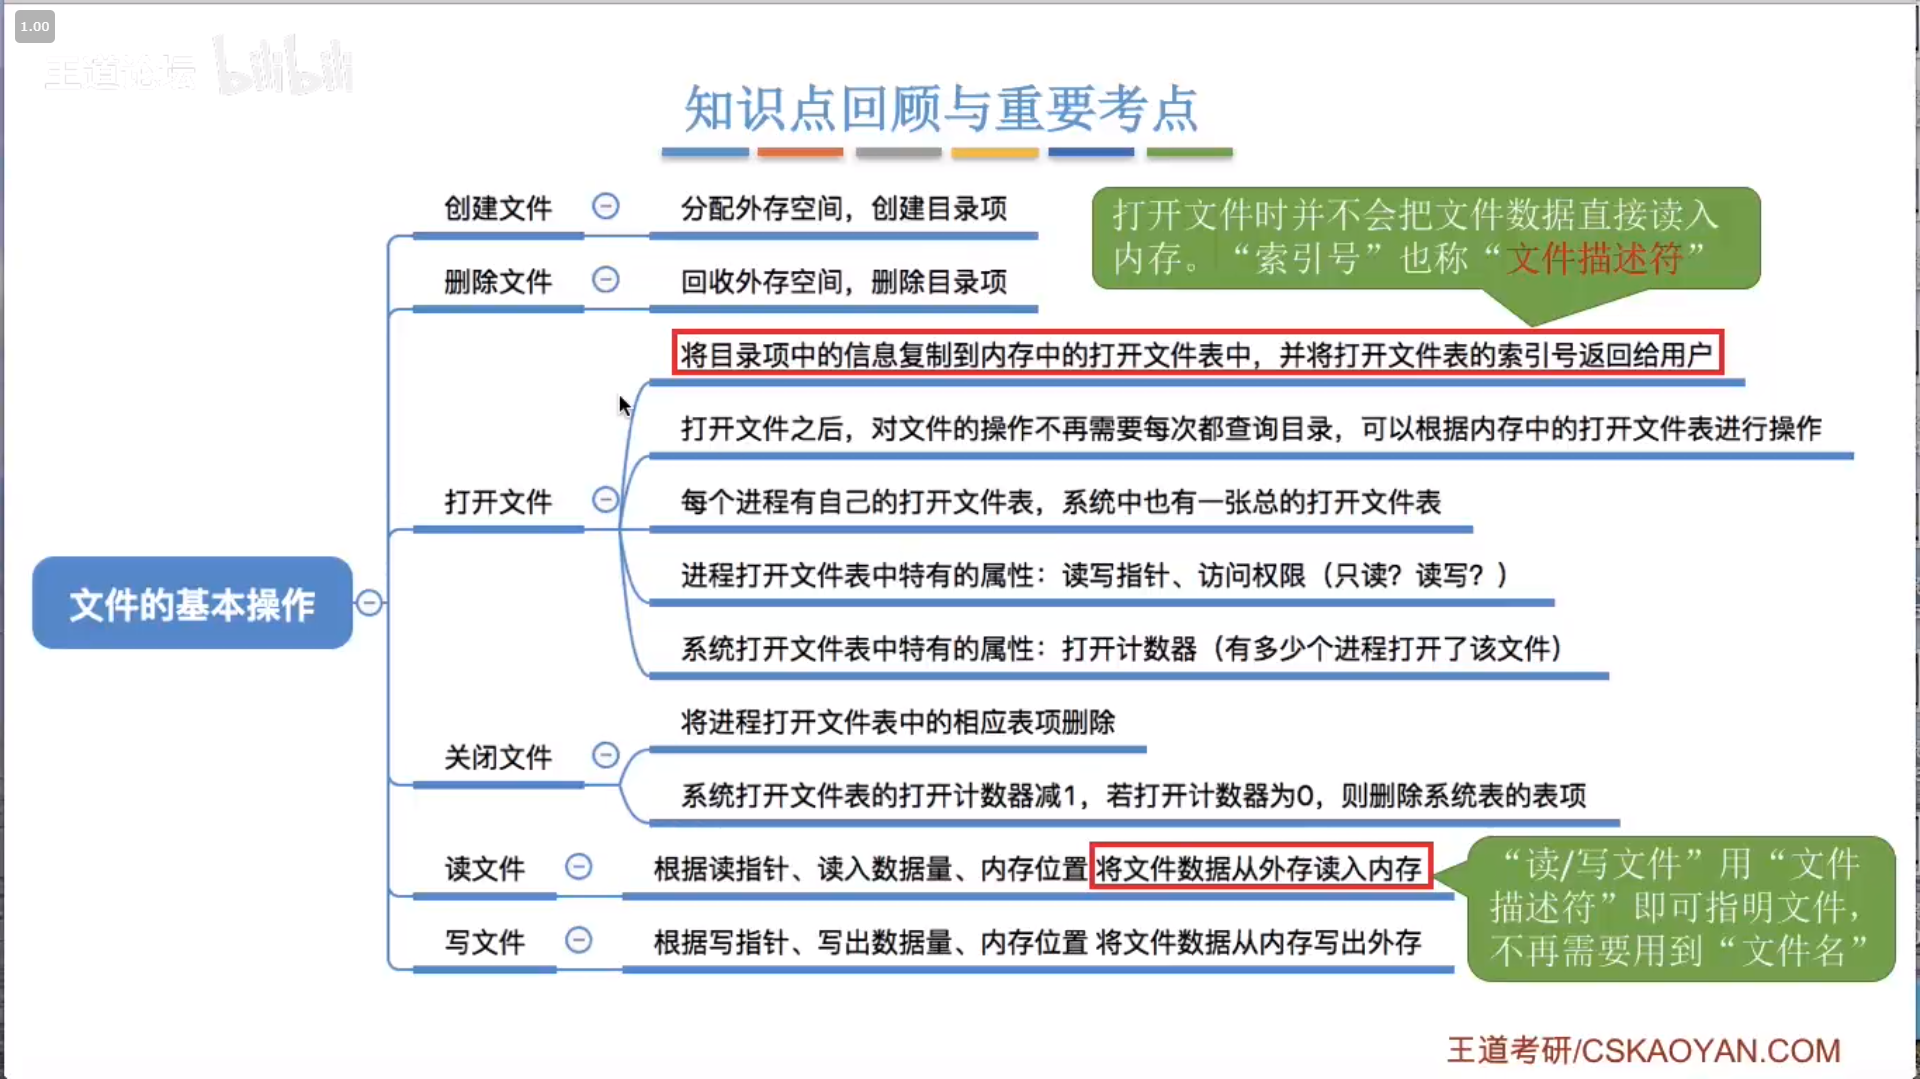 1.00
王道论坛 bilibili
知识点回顾与重要考点
创建文件
分配外存空间，创建目录项
打开文件时并不会把文件数据直接读入
内存。“索引号”也称“文件描述符”
删除文件
回收外存空间，删除目录项
将目录项中的信息复制到内存中的打开文件表中，并将打开文件表的索引号返回给用户
打开文件之后，对文件的操作不再需要每次都查询目录，可以根据内存中的打开文件表进行操作
打开文件
每个进程有自己的打开文件表，系统中也有一张总的打开文件表
进程打开文件表中特有的属性：读写指针、访问权限（只读？读写？）
系统打开文件表中特有的属性：打开计数器（有多少个进程打开了该文件）
文件的基本操作
关闭文件
将进程打开文件表中的相应表项删除
系统打开文件表的打开计数器减1，若打开计数器为0，则删除系统表的表项
读文件
根据读指针、读入数据量、内存位置将文件数据从外存读入内存
“读/写文件”用“文件
描述符”即可指明文件，
不再需要用到“文件名”
写文件
根据写指针、写出数据量、内存位置 将文件数据从内存写出外存
王道考研/CSKAOYAN.COM